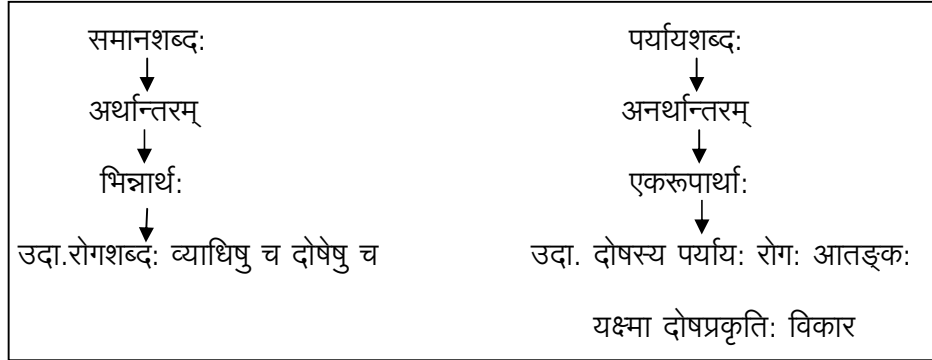 समानशब्द:
पर्यायशब्द:
अर्थान्तरम्
अनर्थान्तरम्
भिन्नार्थ:
एकरूपार्था:
उदा.रोगशब्द: व्याधिषु च दोषेषु च
उदा. दोषस्य पर्याय: रोग: आतङ्क:
यक्ष्मा दोषप्रकृति: विकार